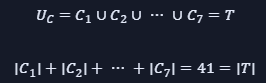 U_C = C_1 ∪ C_2 ∪ ⋯ ∪ C_7 = T
|C_1| + |C_2| + ⋯ + |C_7| = 41 = |T|